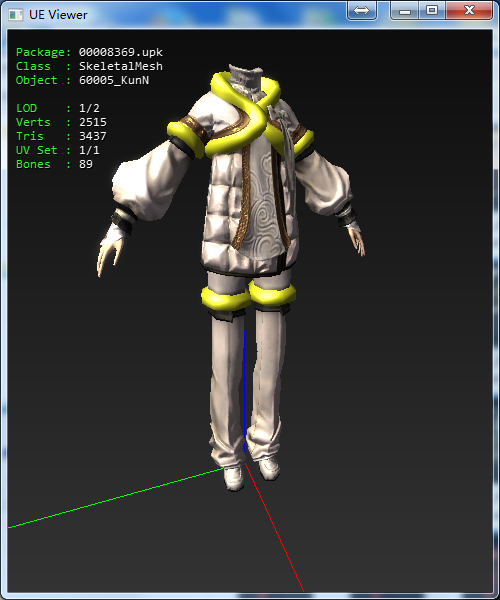 UE Viewer
Package: 00008369.upk
Class  : SkeletalMesh
Object : 60005_KunN
LOD    : 1/2
Verts  : 2515
Tris   : 3437
UV Set : 1/1
Bones  : 89